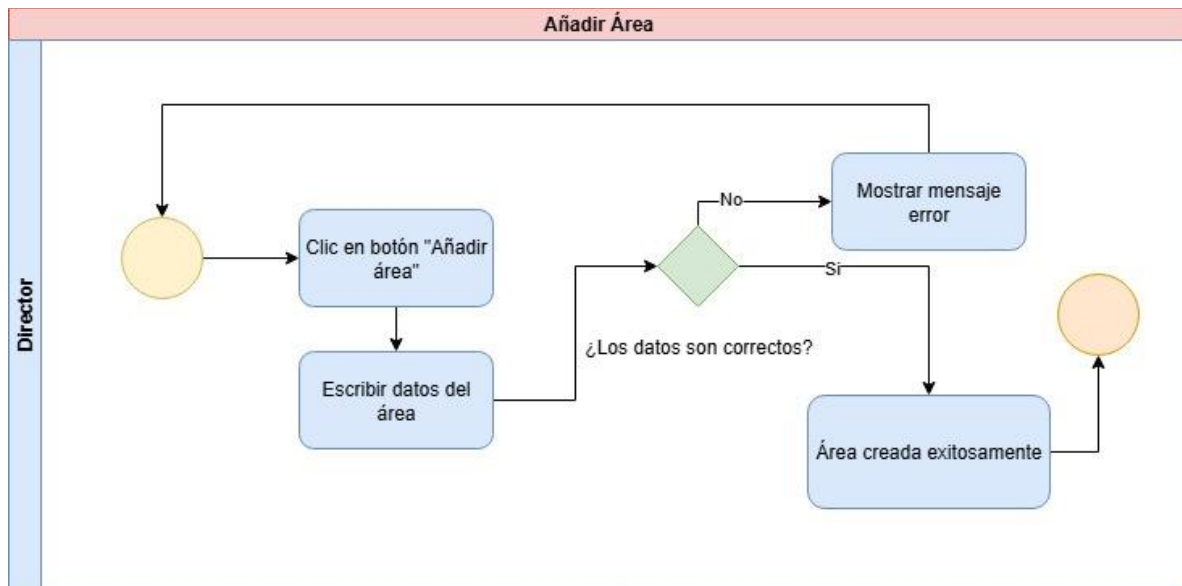 Añadir Área
Director
Clic en botón "Añadir
área"
Escribir datos del
área
¿Los datos son correctos?
No
Mostrar mensaje
error
Si
Área creada exitosamente